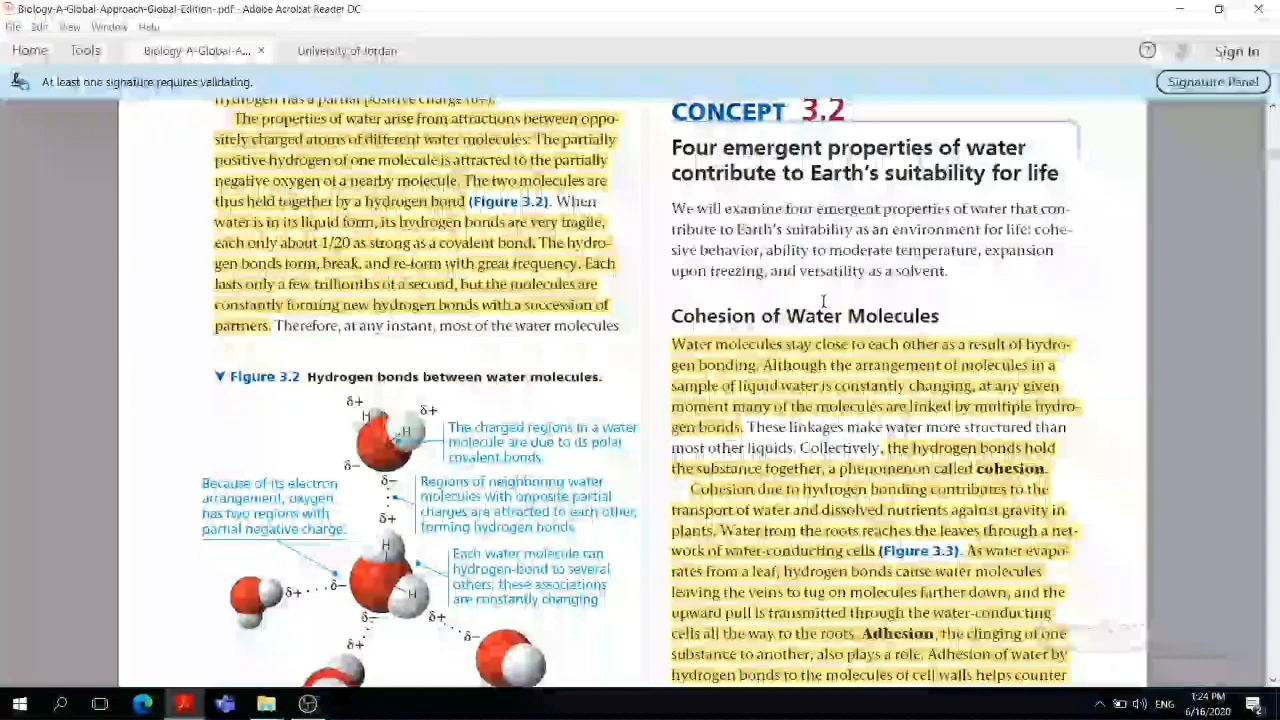 Biology-A-Global-Approach-Global-Edition-.pdf - Adobe Acrobat Reader DC
File Edit View Window Help
Home Tools Biology-A-Global-A... × University of Jordan Sign In
At least one signature requires validating. Signature Panel
hydrogen has a partial positive charge (δ+).
The properties of water arise from attractions between oppo-
sitely charged atoms of different water molecules: The partially
positive hydrogen of one molecule is attracted to the partially
negative oxygen of a nearby molecule. The two molecules are
thus held together by a hydrogen bond (Figure 3.2). When
water is in its liquid form, its hydrogen bonds are very fragile,
each only about 1/20 as strong as a covalent bond. The hydro-
gen bonds form, break, and re-form with great frequency. Each
lasts only a few trillionths of a second, but the molecules are
constantly forming new hydrogen bonds with a succession of
partners. Therefore, at any instant, most of the water molecules
▼ Figure 3.2 Hydrogen bonds between water molecules.
δ+
δ+
H
H
δ−
The charged regions in a water
molecule are due to its polar
covalent bonds.
Because of its electron
arrangement, oxygen
has two regions with
partial negative charge.
δ−
δ+
Regions of neighboring water
molecules with opposite partial
charges are attracted to each other,
forming hydrogen bonds.
H
H
δ+
δ−
δ−
δ+
δ−
δ+
Each water molecule can
hydrogen-bond to several
others; these associations
are constantly changing
CONCEPT 3.2
Four emergent properties of water
contribute to Earth's suitability for life
We will examine four emergent properties of water that con-
tribute to Earth's suitability as an environment for life: cohe-
sive behavior, ability to moderate temperature, expansion
upon freezing, and versatility as a solvent.
Cohesion of Water Molecules
Water molecules stay close to each other as a result of hydro-
gen bonding. Although the arrangement of molecules in a
sample of liquid water is constantly changing, at any given
moment many of the molecules are linked by multiple hydro-
gen bonds. These linkages make water more structured than
most other liquids. Collectively, the hydrogen bonds hold
the substance together, a phenomenon called cohesion.
Cohesion due to hydrogen bonding contributes to the
transport of water and dissolved nutrients against gravity in
plants. Water from the roots reaches the leaves through a net-
work of water-conducting cells (Figure 3.3). As water evapo-
rates from a leaf, hydrogen bonds cause water molecules
leaving the veins to tug on molecules farther down, and the
upward pull is transmitted through the water-conducting
cells all the way to the roots. Adhesion, the clinging of one
substance to another, also plays a role. Adhesion of water by
hydrogen bonds to the molecules of cell walls helps counter
ENG
1:24 PM
6/16/2020